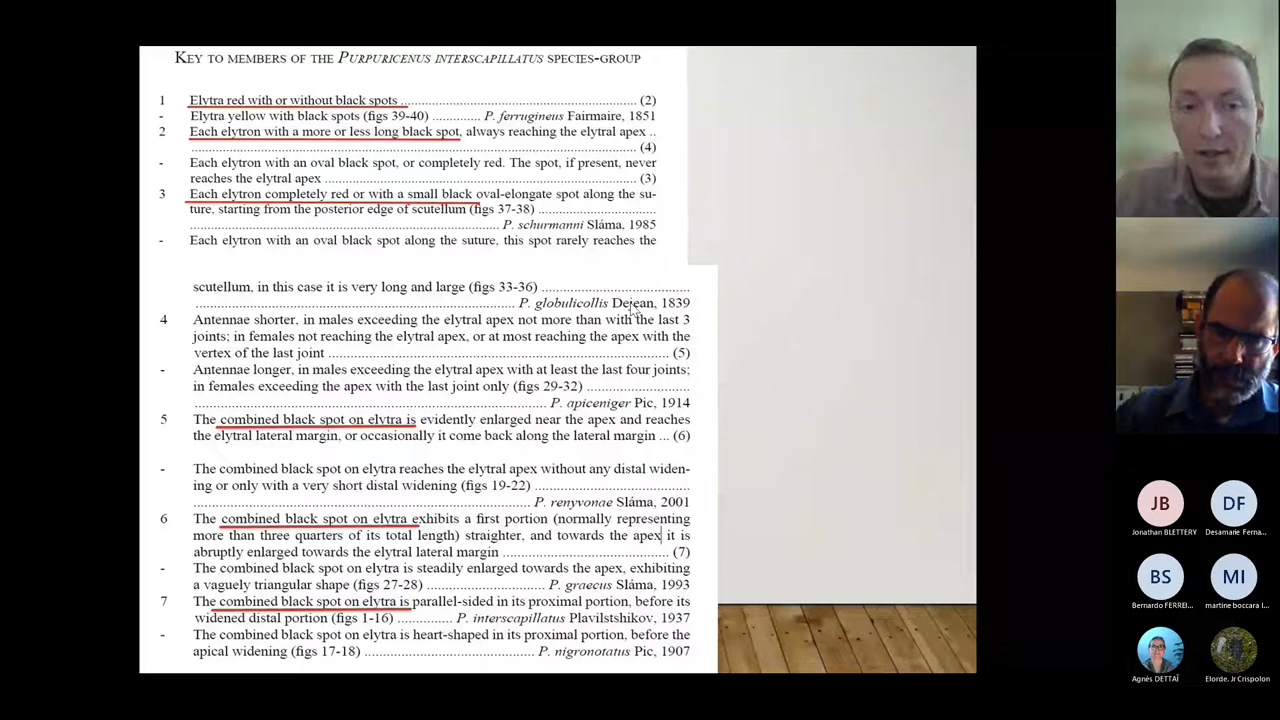 KEY TO MEMBERS OF THE PURPURICENUS INTERSCAPILLATUS SPECIES-GROUP
1 Elytra red with or without black spots ................................................................ (2)
- Elytra yellow with black spots (figs 39-40) ............. P. ferrugineus Fairmaire, 1851
2 Each elytron with a more or less long black spot, always reaching the elytral apex ..
................................................................ (4)
- Each elytron with an oval black spot, or completely red. The spot, if present, never
reaches the elytral apex ................................................................ (3)
3 Each elytron completely red or with a small black oval-elongate spot along the su-
ture, starting from the posterior edge of scutellum (figs 37-38) ................................
................................................................ P. schurmanni Sláma, 1985
- Each elytron with an oval black spot along the suture, this spot rarely reaches the
scutellum, in this case it is very long and large (figs 33-36) ................................
................................................................ P. globulicollis Dejean, 1839
4 Antennae shorter, in males exceeding the elytral apex not more than with the last 3
joints; in females not reaching the elytral apex, or at most reaching the apex with the
vertex of the last joint ................................................................ (5)
- Antennae longer, in males exceeding the elytral apex with at least the last four joints;
in females exceeding the apex with the last joint only (figs 29-32) ........................
................................................................ P. apiceniger Pic, 1914
5 The combined black spot on elytra is evidently enlarged near the apex and reaches
the elytral lateral margin, or occasionally it come back along the lateral margin ... (6)
- The combined black spot on elytra reaches the elytral apex without any distal widen-
ing or only with a very short distal widening (figs 19-22) ................................
................................................................ P. renyvonae Sláma, 2001
6 The combined black spot on elytra exhibits a first portion (normally representing
more than three quarters of its total length) straighter, and towards the apex it is
abruptly enlarged towards the elytral lateral margin ................................ (7)
- The combined black spot on elytra is steadily enlarged towards the apex, exhibiting
a vaguely triangular shape (figs 27-28) ............................ P. graecus Sláma, 1993
7 The combined black spot on elytra is parallel-sided in its proximal portion, before its
widened distal portion (figs 1-16) .............. P. interscapillatus Plavilstshikov, 1937
- The combined black spot on elytra is heart-shaped in its proximal portion, before the
apical widening (figs 17-18) ........................................ P. nigronotatus Pic, 1907
JB
DF
Jonathan BLETTERY
Desamarie Ferna...
BS
MI
Bernardo FERREI...
martine boccara I...
Agnès DETTAÏ
Elorde. Jr Crispolon